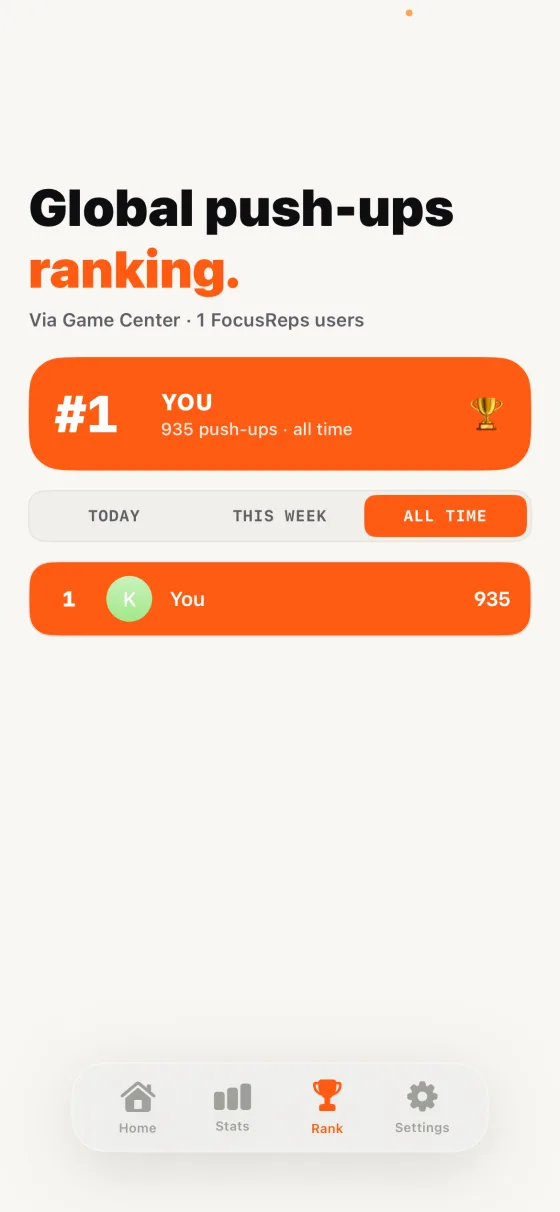 Global push-ups
ranking.
Via Game Center · 1 FocusReps users
#1
YOU
935 push-ups · all time
TODAY THIS WEEK ALL TIME
1 K You 935
Home Stats Rank Settings